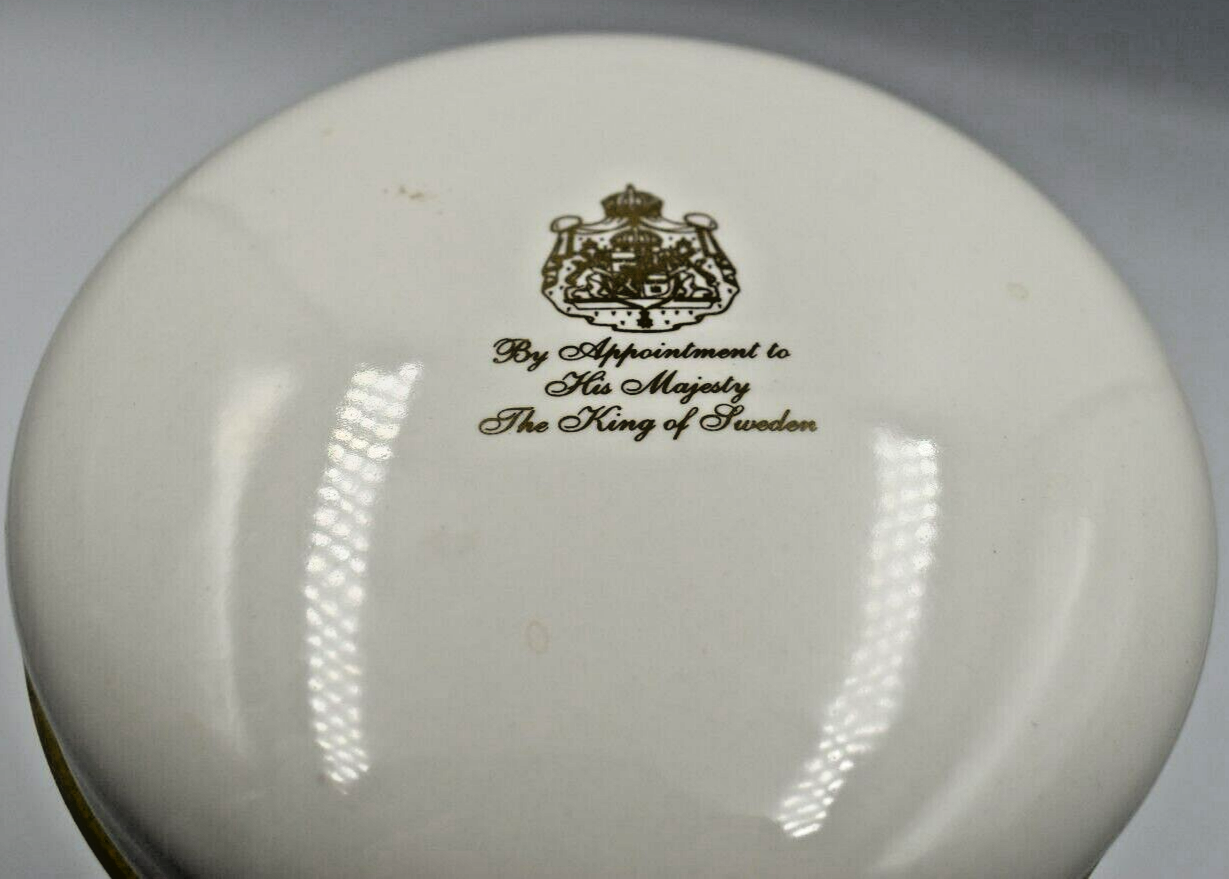 By Appointment to
His Majesty
The King of Sweden